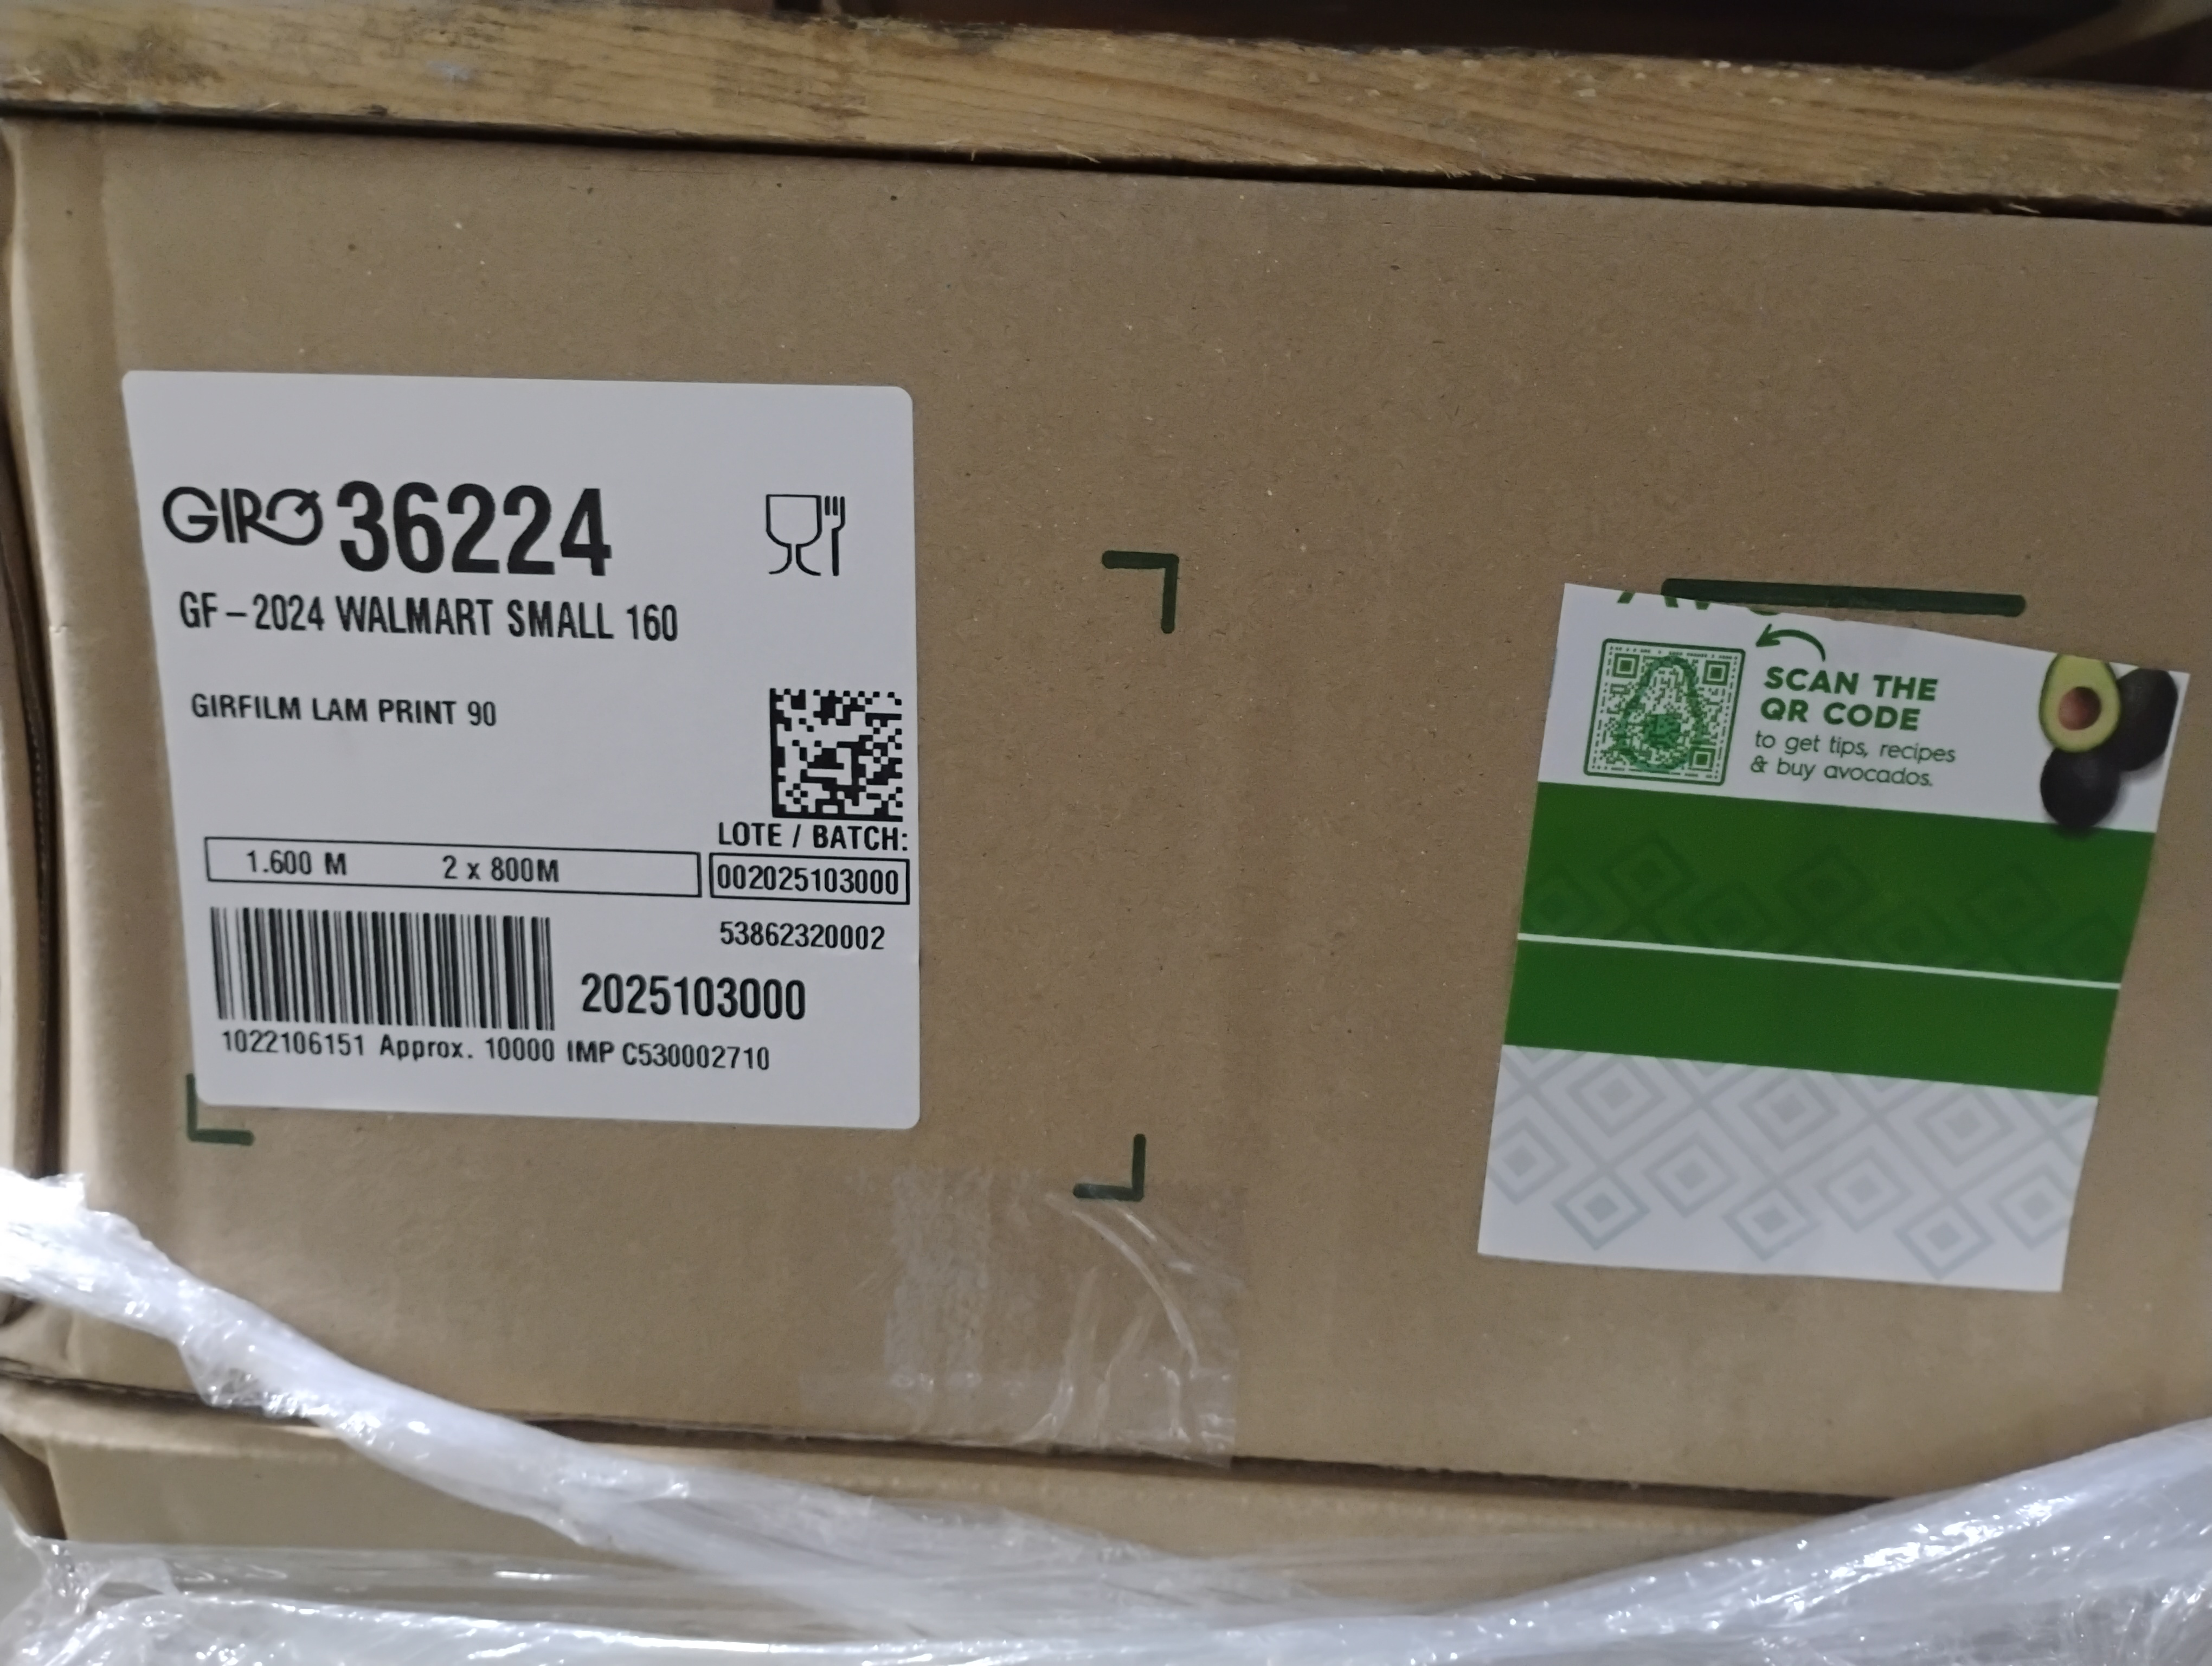 GIRO 36224
GF-2024 WALMART SMALL 160
GIRFILM LAM PRINT 90
LOTE / BATCH:
1.600 M 2 x 800M
002025103000
53862320002
2025103000
1022106151 Approx. 10000 IMP C530002710
SCAN THE
QR CODE
to get tips, recipes
& buy avocados.